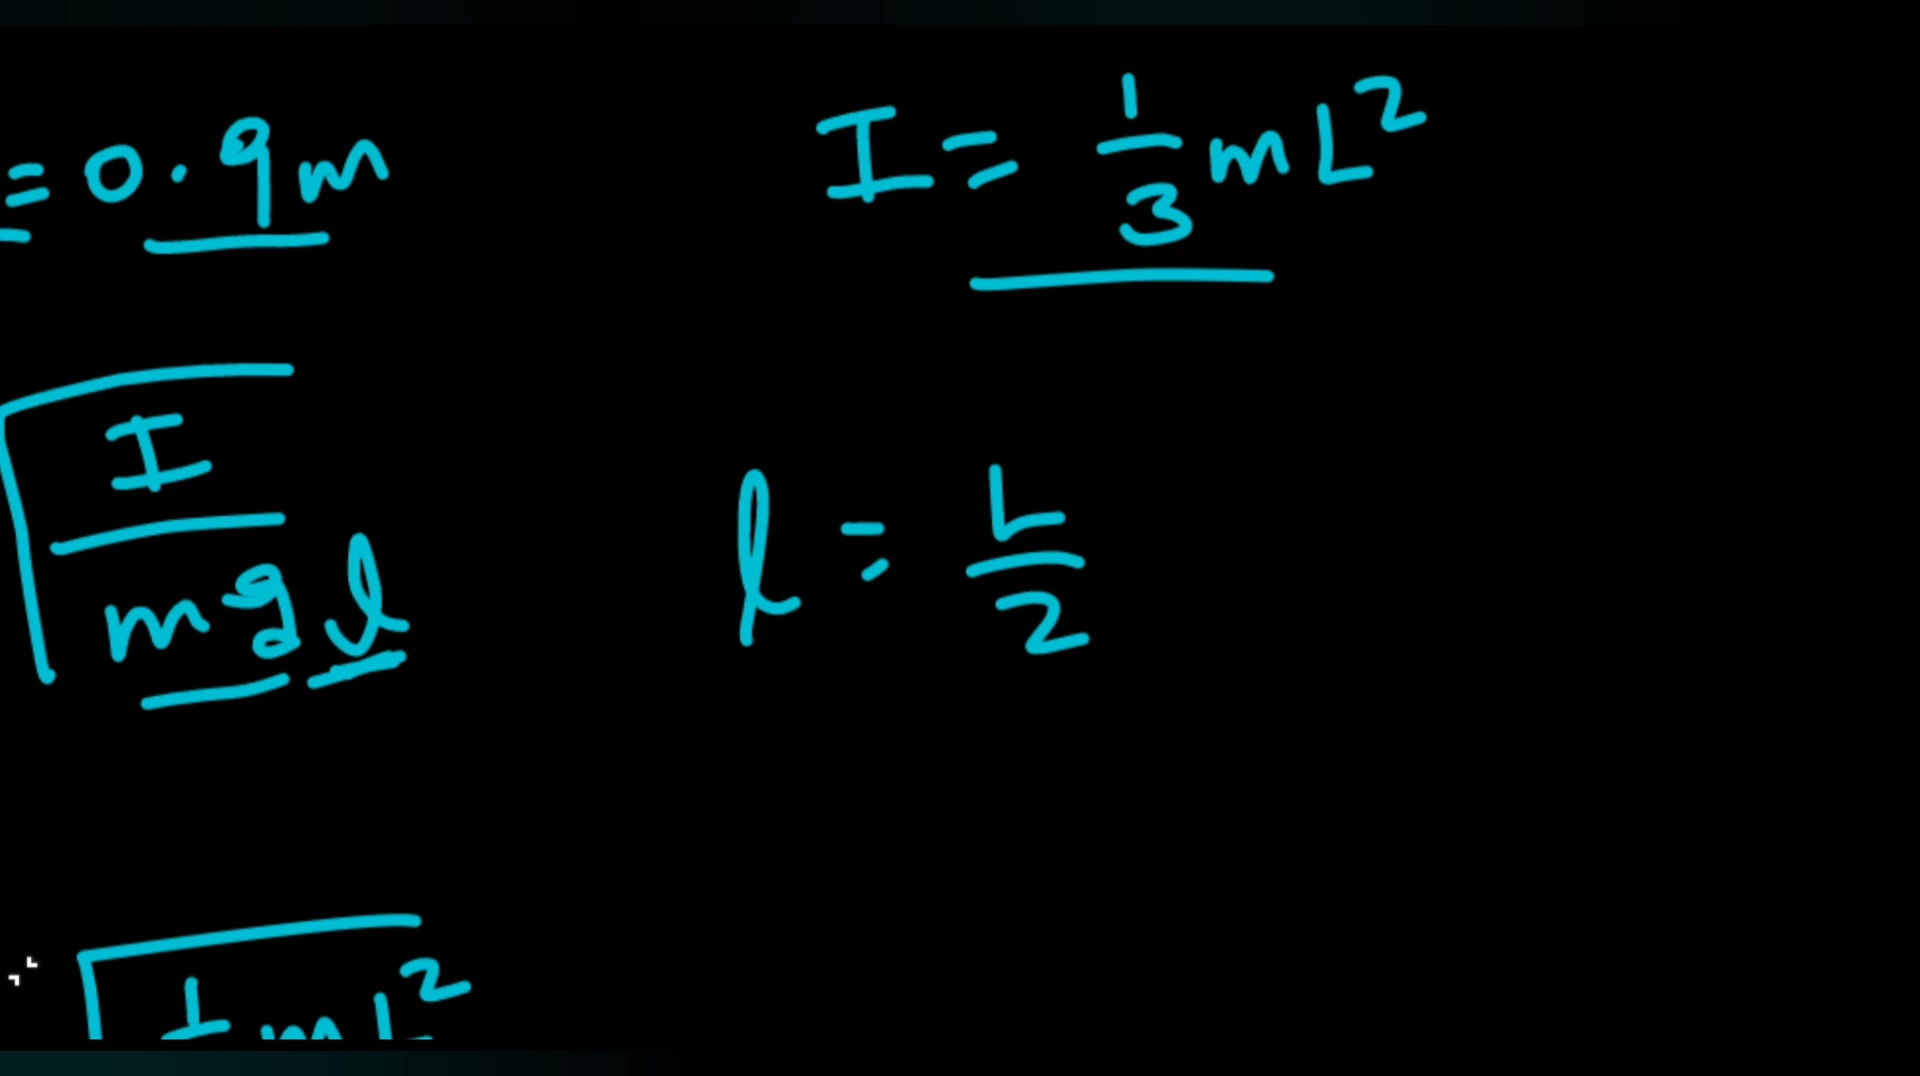 = 0.9m
I = 1/3 mL²
√ I/mgl
l = L/2